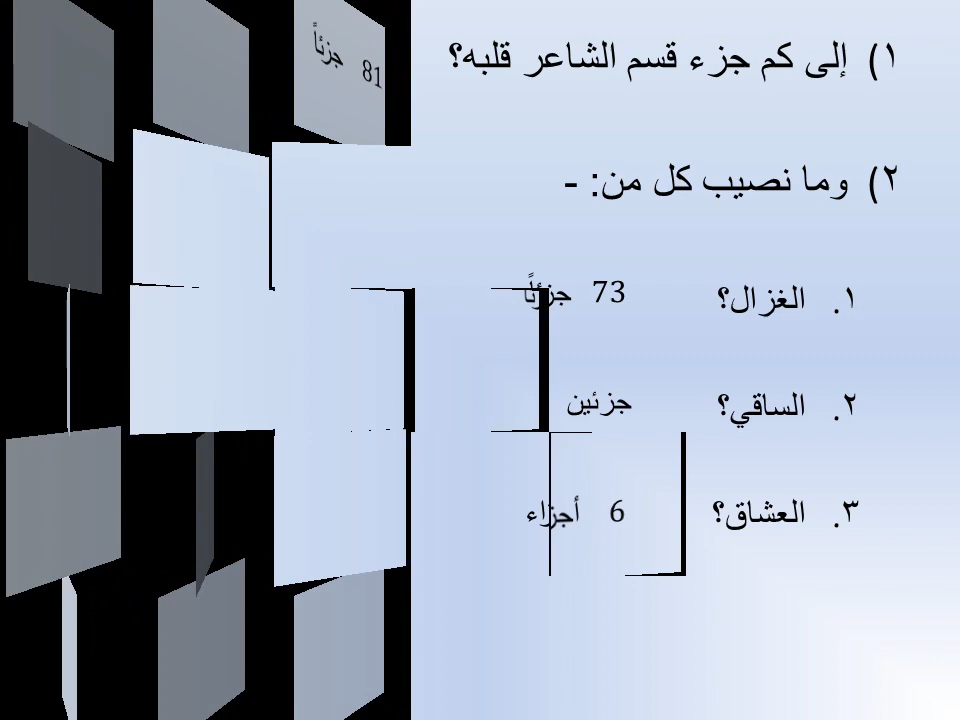 ١) إلى كم جزء قسم الشاعر قلبه؟
81 جزئاً
٢) وما نصيب كل من: -
١. الغزال؟ 73 جزئاً
٢. الساقي؟ جزئين
٣. العشاق؟ 6 أجزاء